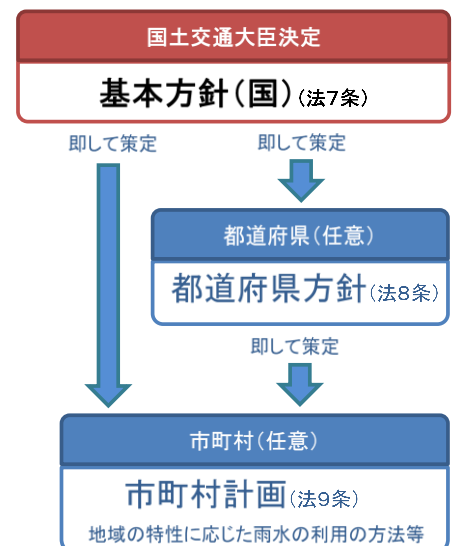 国土交通大臣決定
基本方針(国)(法7条)
即して策定 即して策定
都道府県(任意)
都道府県方針(法8条)
即して策定
市町村(任意)
市町村計画(法9条)
地域の特性に応じた雨水の利用の方法等